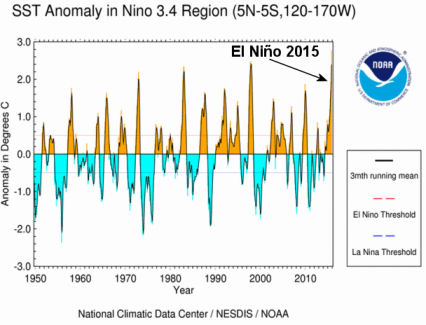 SST Anomaly in Nino 3.4 Region (5N-5S,120-170W)
El Niño 2015
3.0
2.0
1.0
0.0
-1.0
-2.0
-3.0
Anomaly in Degrees C
1950
1960
1970
1980
1990
2000
2010
Year
NOAA
3mth running mean
El Nino Threshold
La Nina Threshold
National Climatic Data Center / NESDIS / NOAA